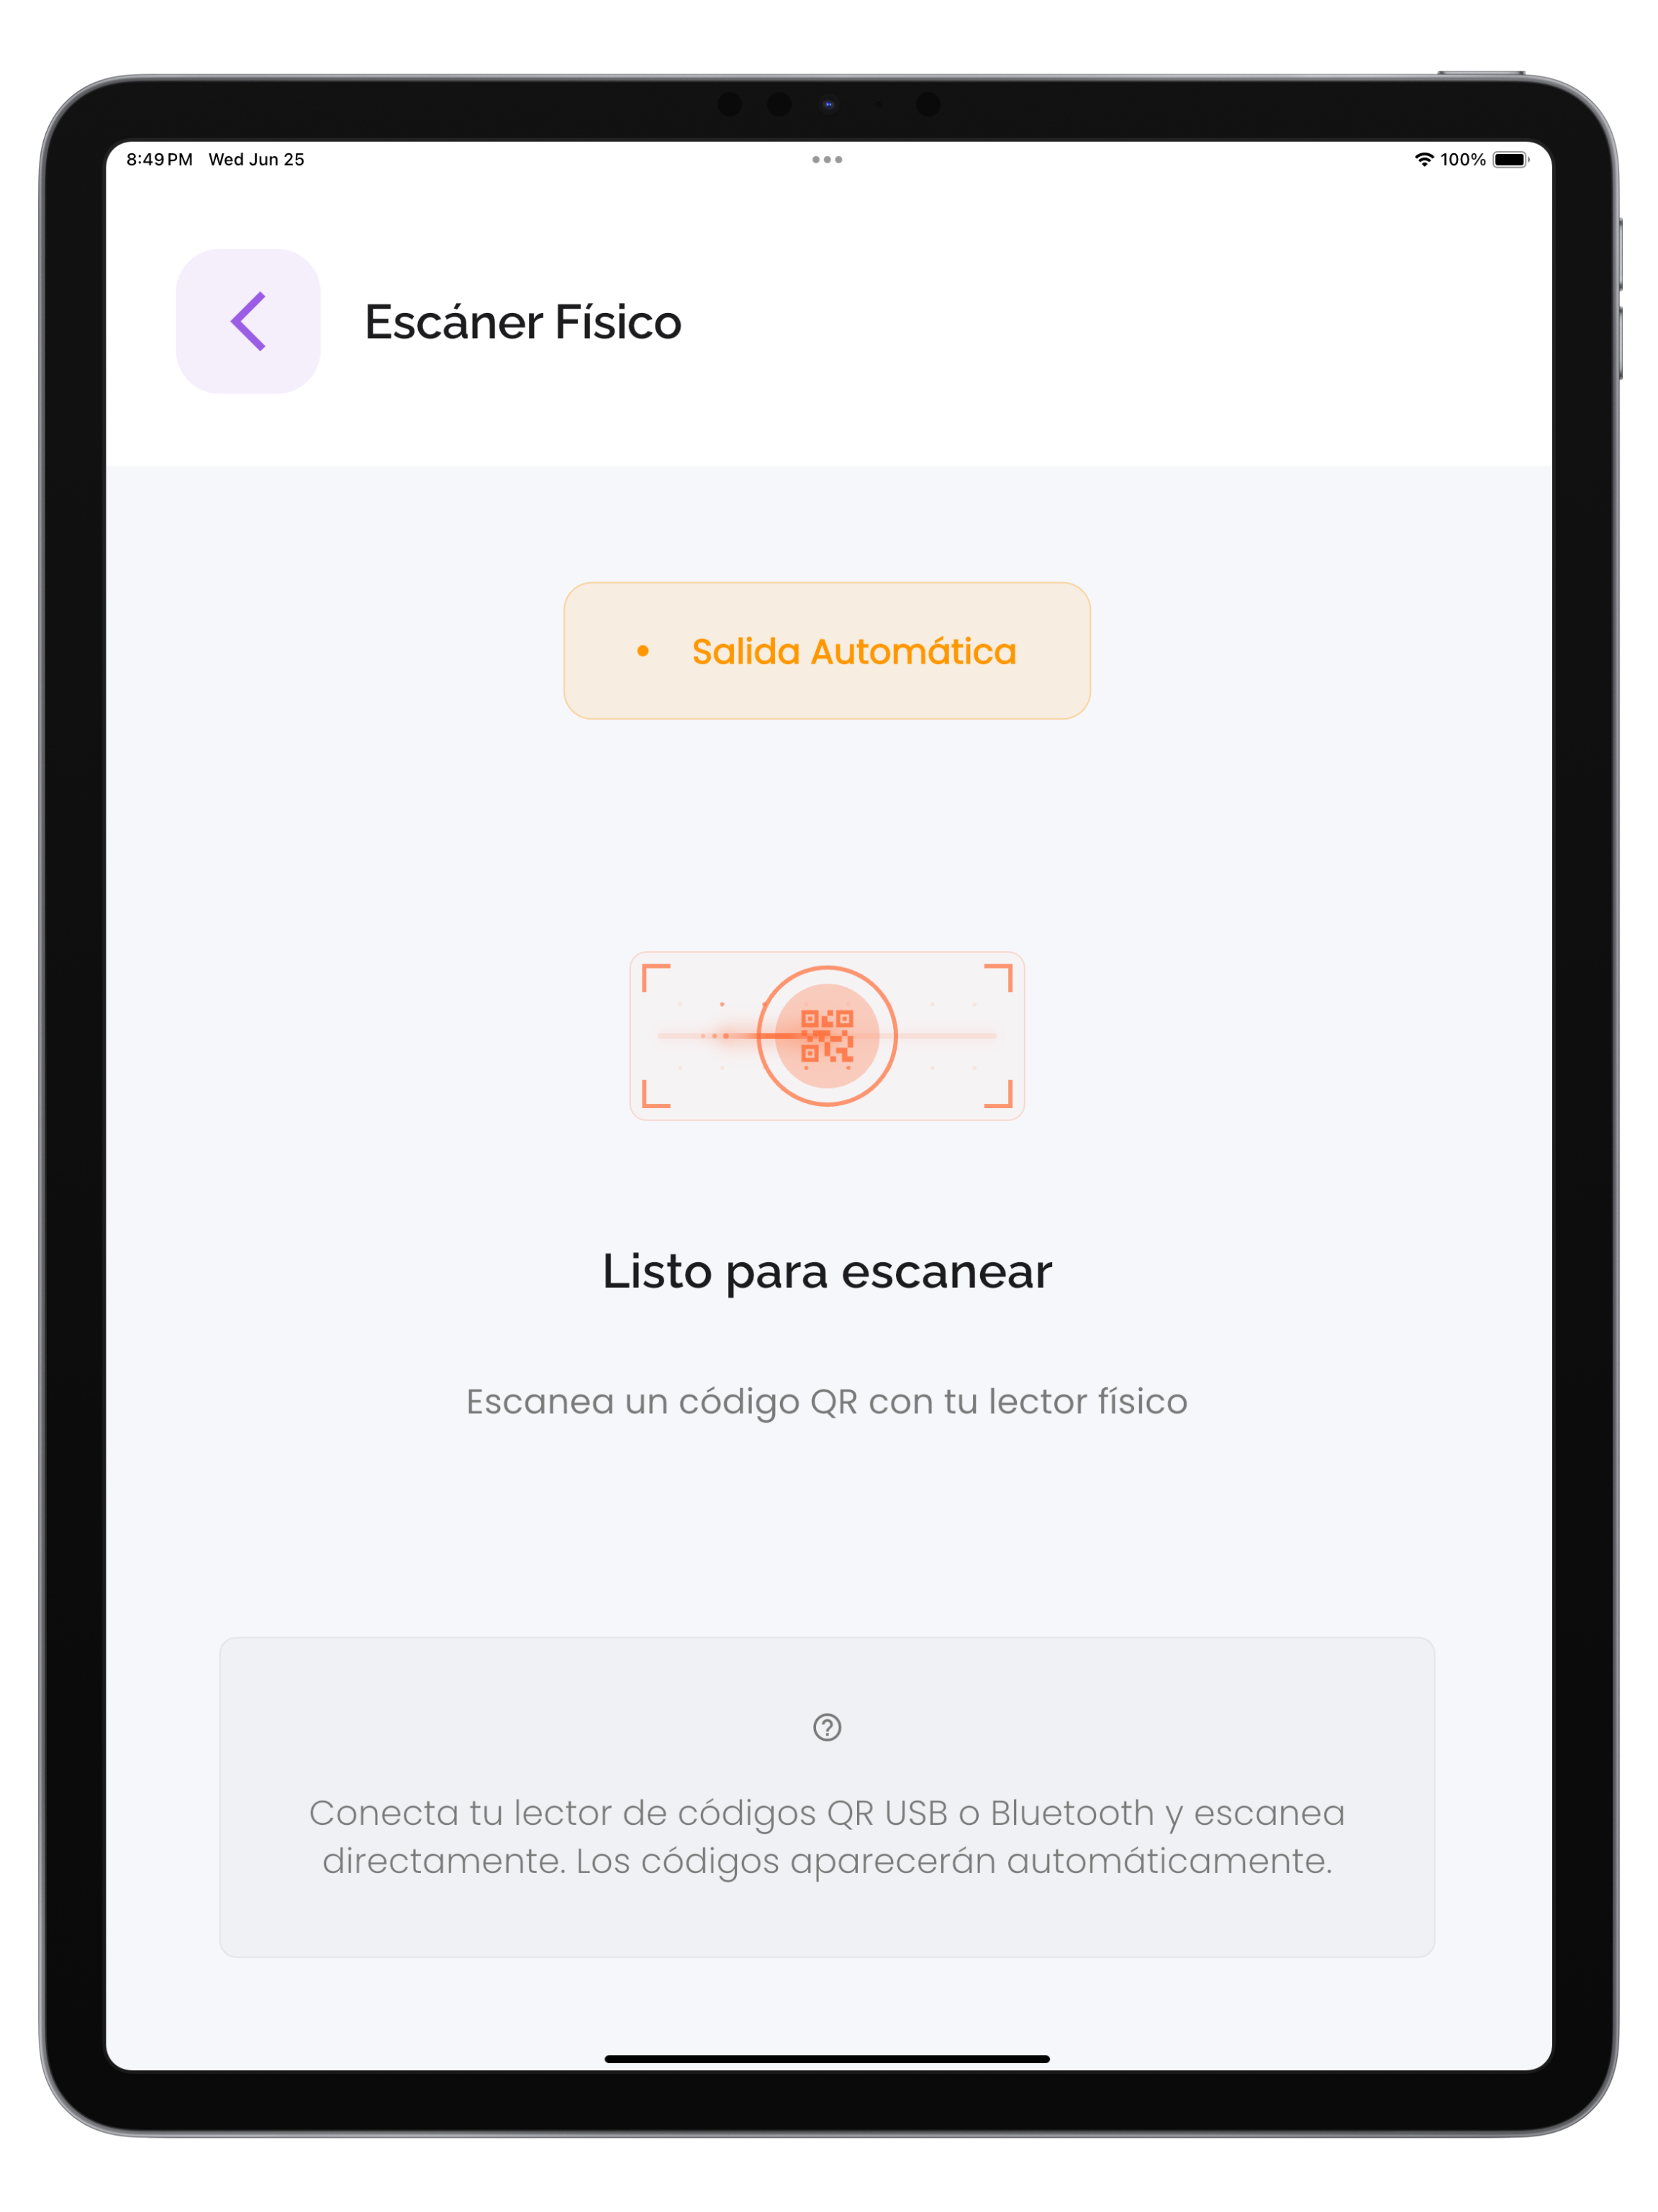 8:49 PM Wed Jun 25
100%
Escáner Físico
Salida Automática
Listo para escanear
Escanea un código QR con tu lector físico
Conecta tu lector de códigos QR USB o Bluetooth y escanea
directamente. Los códigos aparecerán automáticamente.